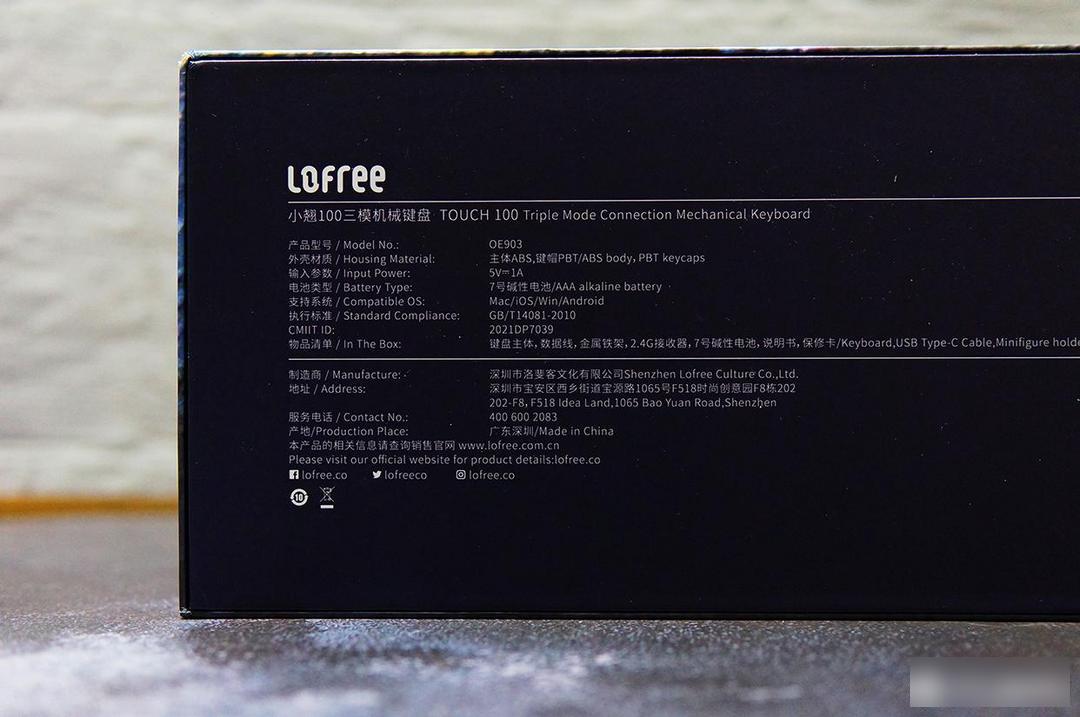 LOFREE
小翘100三模机械键盘 TOUCH 100 Triple Mode Connection Mechanical Keyboard
产品型号 / Model No.: OE903
外壳材质 / Housing Material: 主体ABS,键帽PBT/ABS body, PBT keycaps
输入参数 / Input Power: 5V⎓1A
电池类型 / Battery Type: 7号碱性电池/AAA alkaline battery
支持系统 / Compatible OS: Mac/iOS/Win/Android
执行标准 / Standard Compliance: GB/T14081-2010
CMIIT ID: 2021DP7039
物品清单 / In The Box: 键盘主体, 数据线, 金属铁架, 2.4G接收器, 7号碱性电池, 说明书, 保修卡/Keyboard,USB Type-C Cable,Minifigure holde
制造商 / Manufacture: 深圳市洛斐客文化有限公司Shenzhen Lofree Culture Co.,Ltd.
地址 / Address: 深圳市宝安区西乡街道宝源路1065号F518时尚创意园F8栋202
202-F8, F518 Idea Land,1065 Bao Yuan Road,Shenzhen
服务电话 / Contact No.: 400 600 2083
产地/Production Place: 广东深圳/Made in China
本产品的相关信息请查询销售官网 www.lofree.com.cn
Please visit our official website for product details:lofree.co
lofree.co lofreeco lofree.co
10